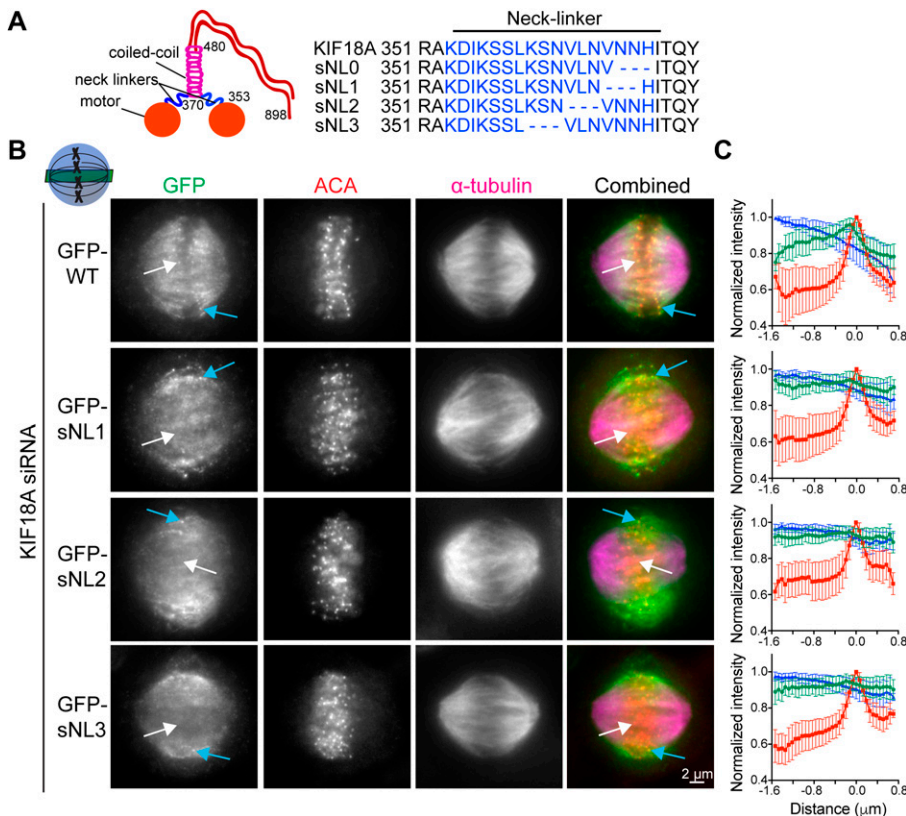 A
coiled-coil
480
neck linkers
353
motor
370
898
Neck-linker
KIF18A 351 RAKDIKSSLKSNVLNVNNHITQY
sNL0 351 RAKDIKSSLKSNVLNV - - - ITQY
sNL1 351 RAKDIKSSLKSNVLN - - - HITQY
sNL2 351 RAKDIKSSLKSN - - - VNNHITQY
sNL3 351 RAKDIKSSL - - - VLNVNNHITQY
B
GFP
ACA
α-tubulin
Combined
KIF18A siRNA
GFP-
WT
GFP-
sNL1
GFP-
sNL2
GFP-
sNL3
2 μm
C
Normalized intensity
1.0
0.8
0.6
0.4
-1.6
-0.8
0.0
0.8
Normalized intensity
1.0
0.8
0.6
0.4
-1.6
-0.8
0.0
0.8
Normalized intensity
1.0
0.8
0.6
0.4
-1.6
-0.8
0.0
0.8
Normalized intensity
1.0
0.8
0.6
0.4
-1.6
-0.8
0.0
0.8
Distance (μm)